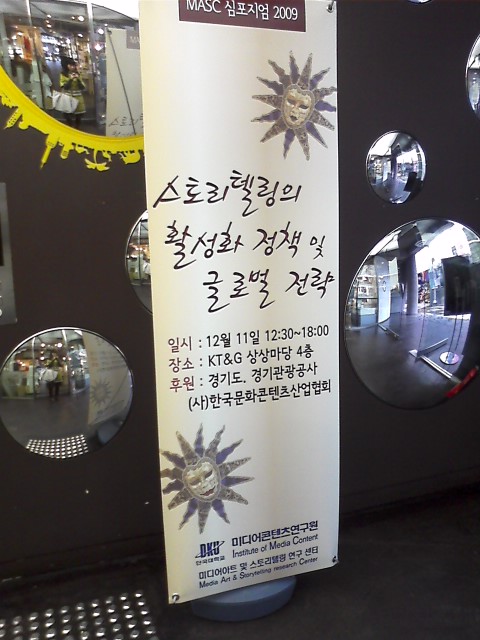 MASC 심포지엄 2009
스토리텔링의
활성화 정책 및
글로벌 전략
일시 : 12월 11일 12:30~18:00
장소 : KT&G 상상마당 4층
후원 : 경기도, 경기관광공사
(사)한국문화콘텐츠산업협회
DKU 미디어콘텐츠연구원
단국대학교 Institute of Media Content
미디어아트 및 스토리텔링 연구 센터
Media Art & Storytelling research Center